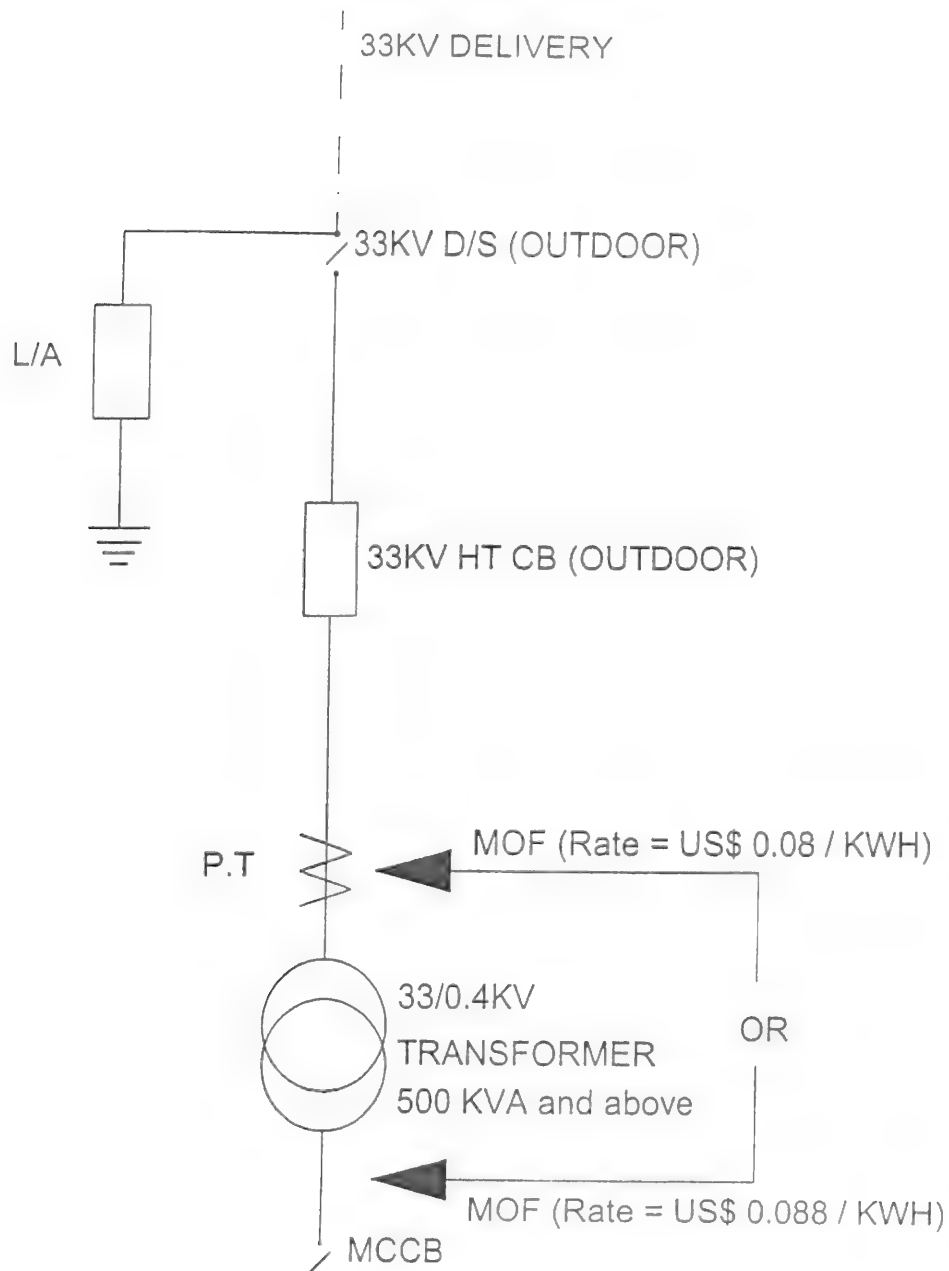 33KV DELIVERY
33KV D/S (OUTDOOR)
L/A
33KV HT CB (OUTDOOR)
MOF (Rate = US$ 0.08 / KWH)
P.T
33/0.4KV
TRANSFORMER
500 KVA and above
OR
MOF (Rate = US$ 0.088 / KWH)
MCCB